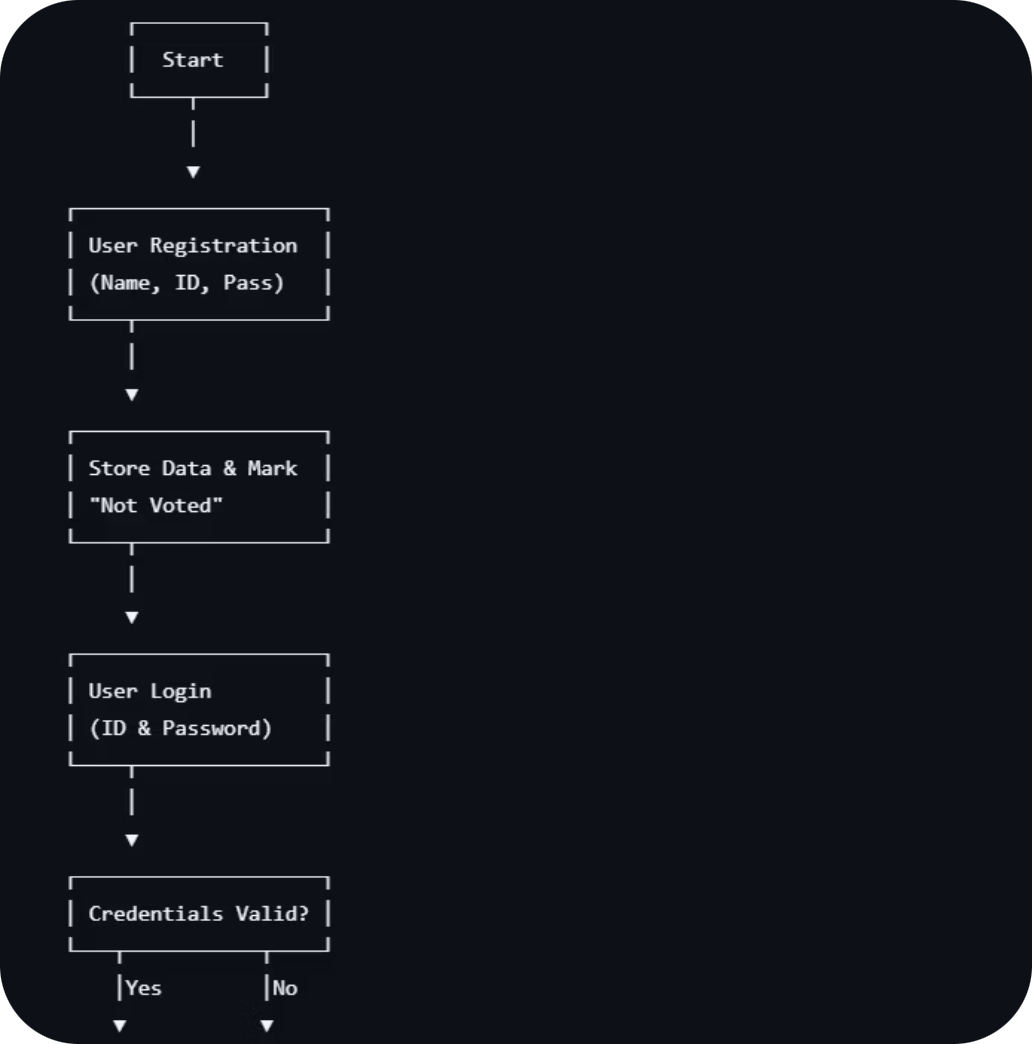 Start
User Registration
(Name, ID, Pass)
Store Data & Mark
"Not Voted"
User Login
(ID & Password)
Credentials Valid?
Yes No